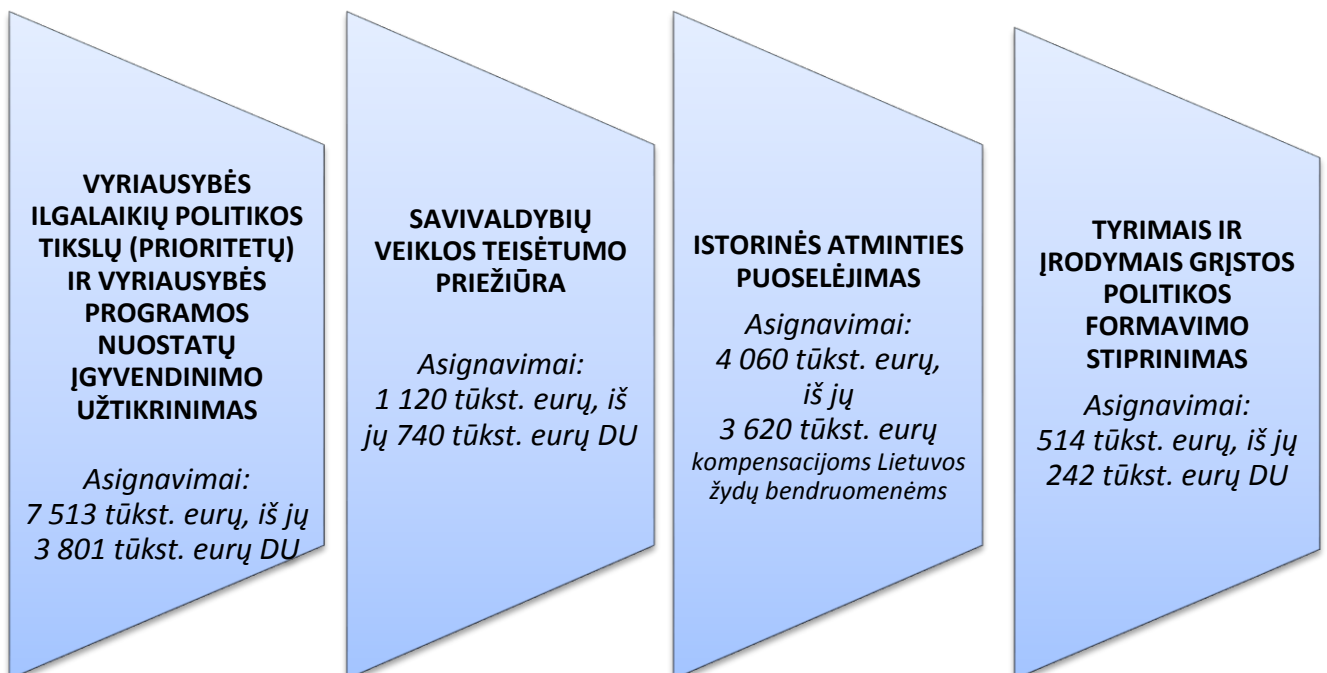 VYRIAUSYBĖS
ILGALAIKIŲ POLITIKOS
TIKSLŲ (PRIORITETŲ)
IR VYRIAUSYBĖS
PROGRAMOS
NUOSTATŲ
ĮGYVENDINIMO
UŽTIKRINIMAS
Asignavimai:
7 513 tūkst. eurų, iš jų
3 801 tūkst. eurų DU
SAVIVALDYBIŲ
VEIKLOS TEISĖTUMO
PRIEŽIŪRA
Asignavimai:
1 120 tūkst. eurų, iš
jų 740 tūkst. eurų DU
ISTORINĖS ATMINTIES
PUOSELĖJIMAS
Asignavimai:
4 060 tūkst. eurų,
iš jų
3 620 tūkst. eurų
kompensacijoms Lietuvos
žydų bendruomenėms
TYRIMAIS IR
ĮRODYMAIS GRĮSTOS
POLITIKOS
FORMAVIMO
STIPRINIMAS
Asignavimai:
514 tūkst. eurų, iš jų
242 tūkst. eurų DU